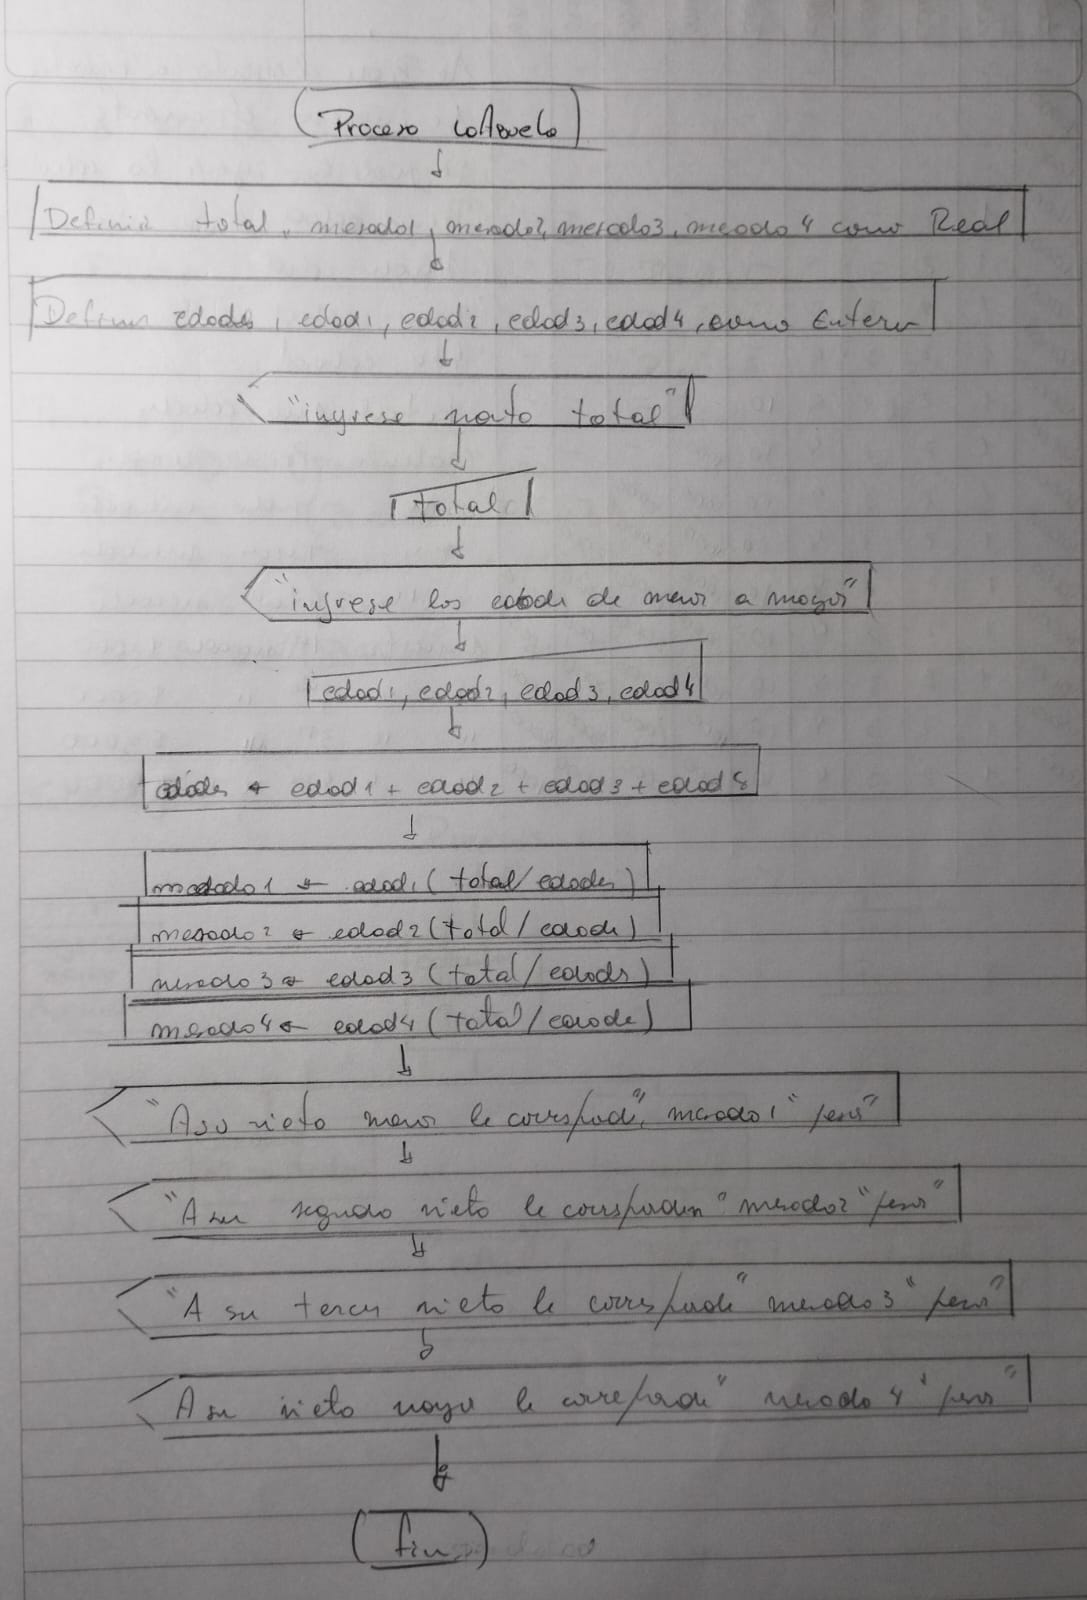 Proceso laAbuela
Definir total, mesada1, mesada2, mesada3, mesada4 como Real
Definir edades, edad1, edad2, edad3, edad4, como Entero
"ingrese monto total"
total
"ingrese las edades de menor a mayor"
edad1, edad2, edad3, edad4
edades ← edad1 + edad2 + edad3 + edad4
mesada1 ← edad1 (total/edades)
mesada2 ← edad2 (total/edades)
mesada3 ← edad3 (total/edades)
mesada4 ← edad4 (total/edades)
"A su nieto menor le corresponde", mesada1 "pesos"
"A su segundo nieto le corresponden" mesada2 "pesos"
"A su tercer nieto le corresponde" mesada3 "pesos"
A su nieto mayor le corresponde" mesada4 "pesos"
fin